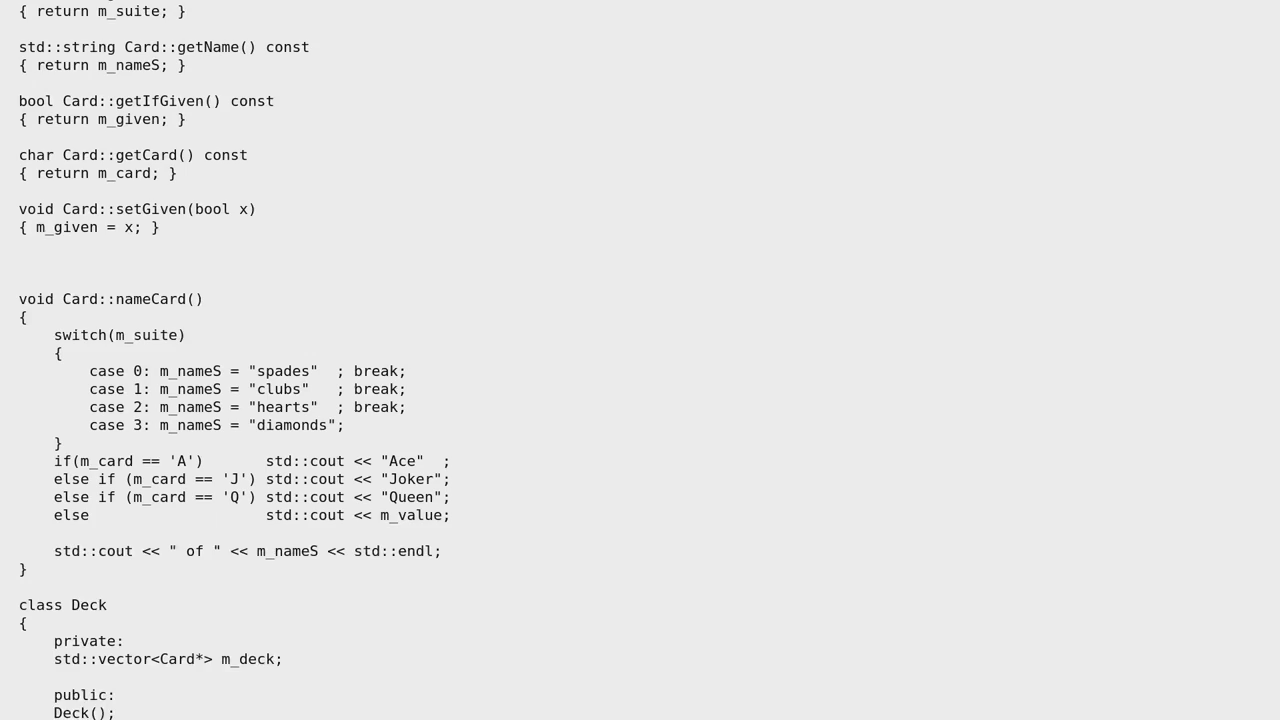 { return m_suite; }
std::string Card::getName() const
{ return m_nameS; }
bool Card::getIfGiven() const
{ return m_given; }
char Card::getCard() const
{ return m_card; }
void Card::setGiven(bool x)
{ m_given = x; }
void Card::nameCard()
{
    switch(m_suite)
    {
        case 0: m_nameS = "spades"  ; break;
        case 1: m_nameS = "clubs"   ; break;
        case 2: m_nameS = "hearts"  ; break;
        case 3: m_nameS = "diamonds";
    }
    if(m_card == 'A')       std::cout << "Ace"  ;
    else if (m_card == 'J') std::cout << "Joker";
    else if (m_card == 'Q') std::cout << "Queen";
    else                    std::cout << m_value;
    std::cout << " of " << m_nameS << std::endl;
}
class Deck
{
    private:
    std::vector<Card*> m_deck;
    public:
    Deck();